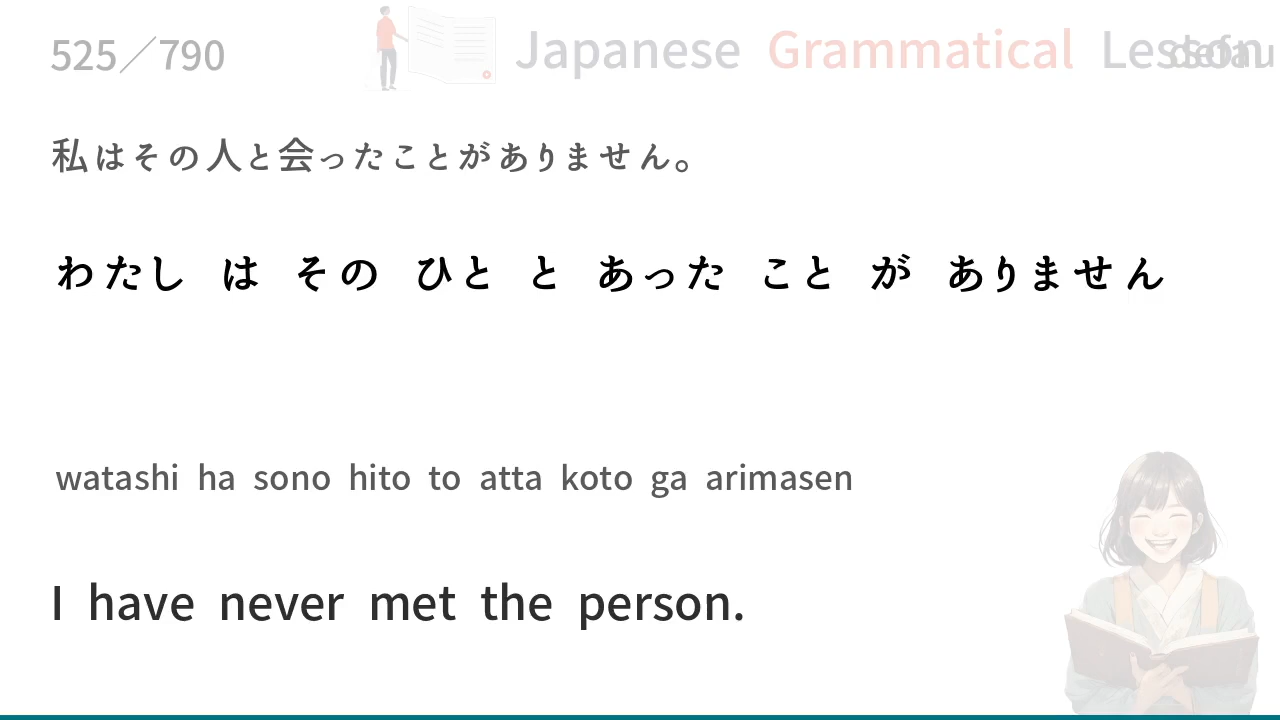 525／790
Japanese Grammatical Lesson
defau
私はその人と会ったことがありません。
わたし は その ひと と あった こと が ありません
watashi ha sono hito to atta koto ga arimasen
I have never met the person.